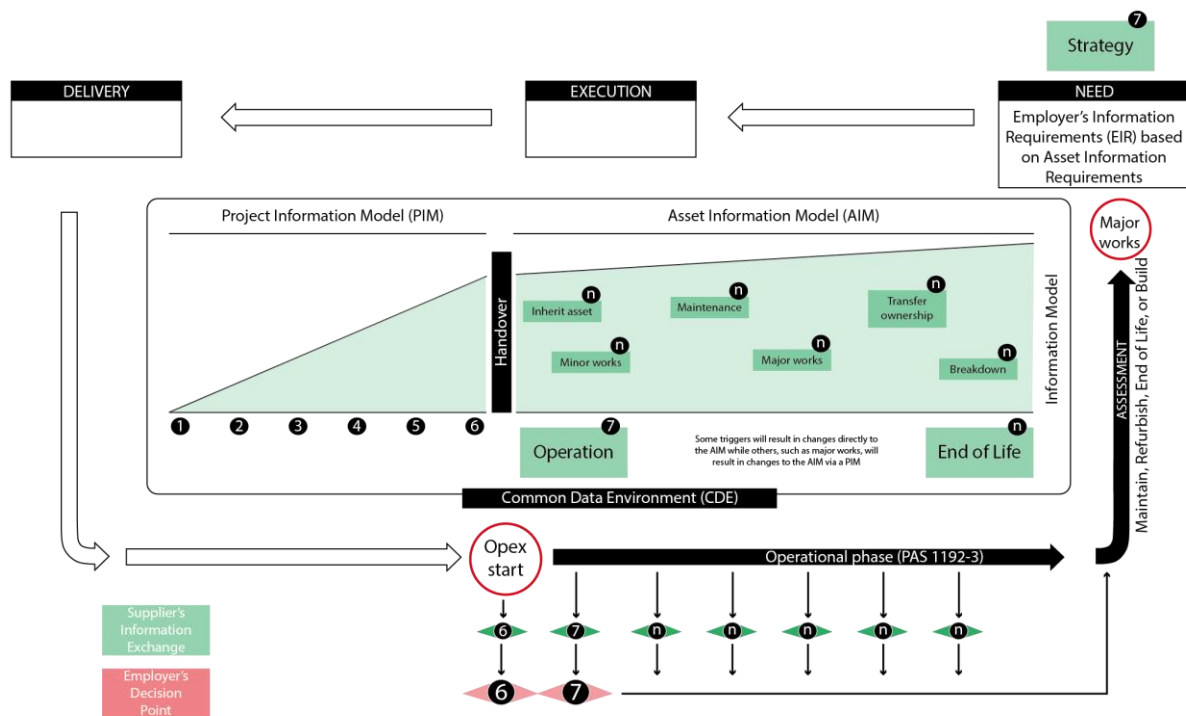 7
Strategy
DELIVERY
EXECUTION
NEED
Employer's Information
Requirements (EIR) based
on Asset Information
Requirements
Project Information Model (PIM)
Asset Information Model (AIM)
Major
works
Handover
n
Inherit asset
n
Maintenance
n
Transfer
ownership
n
Minor works
n
Major works
n
Breakdown
Information Model
ASSESSMENT
Maintain, Refurbish, End of Life, or Build
1 2 3 4 5 6
7
Operation
Some triggers will result in changes directly to
the AIM while others, such as major works, will
result in changes to the AIM via a PIM
n
End of Life
Common Data Environment (CDE)
Opex
start
Operational phase (PAS 1192-3)
Supplier's
Information
Exchange
6 7 n n n n n
Employer's
Decision
Point
6 7